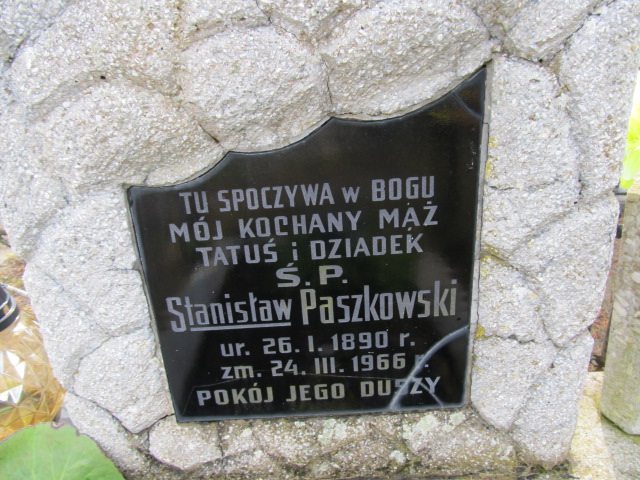 TU SPOCZYWA w BOGU
MÓJ KOCHANY MĄŻ
TATUŚ i DZIADEK
Ś.P.
Stanisław Paszkowski
ur. 26. I. 1890 r.
zm. 24. III. 1966 r.
POKÓJ JEGO DUSZY